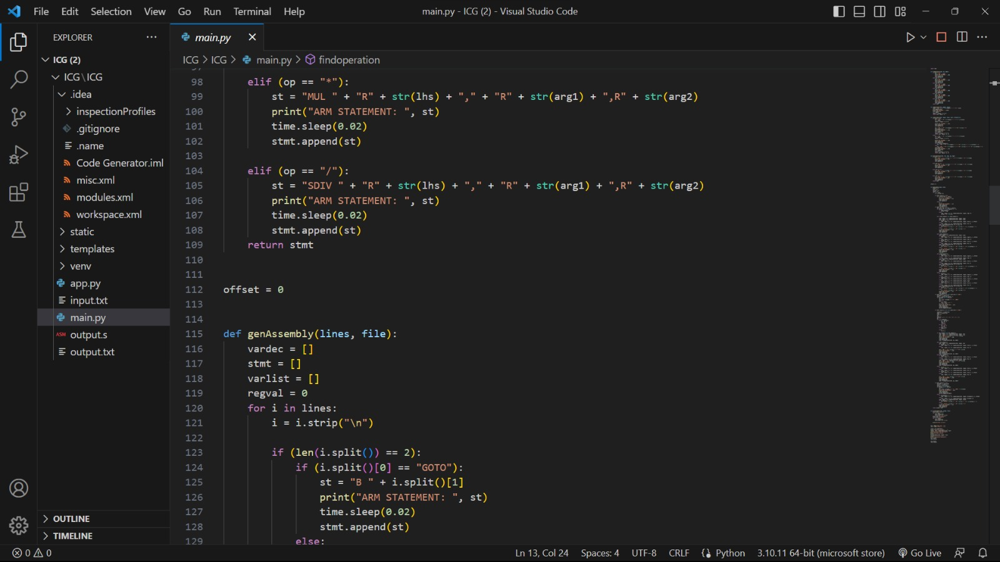 File Edit Selection View Go Run Terminal Help
main.py - ICG (2) - Visual Studio Code
EXPLORER
ICG (2)
ICG\ICG
.idea
inspectionProfiles
.gitignore
.name
Code Generator.iml
misc.xml
modules.xml
workspace.xml
static
templates
venv
app.py
input.txt
main.py
ASM output.s
output.txt
OUTLINE
TIMELINE
main.py
ICG > ICG > main.py > findoperation
98 elif (op == "*"):
99 st = "MUL " + "R" + str(lhs) + "," + "R" + str(arg1) + ",R" + str(arg2)
100 print("ARM STATEMENT: ", st)
101 time.sleep(0.02)
102 stmt.append(st)
103
104 elif (op == "/"):
105 st = "SDIV " + "R" + str(lhs) + "," + "R" + str(arg1) + ",R" + str(arg2)
106 print("ARM STATEMENT: ", st)
107 time.sleep(0.02)
108 stmt.append(st)
109 return stmt
110
111
112 offset = 0
113
114
115 def genAssembly(lines, file):
116 vardec = []
117 stmt = []
118 varlist = []
119 regval = 0
120 for i in lines:
121 i = i.strip("\n")
122
123 if (len(i.split()) == 2):
124 if (i.split()[0] == "GOTO"):
125 st = "B " + i.split()[1]
126 print("ARM STATEMENT: ", st)
127 time.sleep(0.02)
128 stmt.append(st)
129 else:
0 0
Ln 13, Col 24 Spaces: 4 UTF-8 CRLF Python 3.10.11 64-bit (microsoft store) Go Live